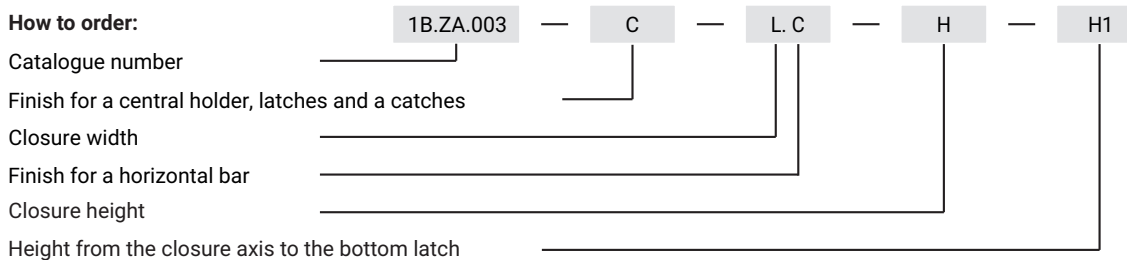 How to order: 1B.ZA.003 — C — L. C — H — H1
Catalogue number
Finish for a central holder, latches and a catches
Closure width
Finish for a horizontal bar
Closure height
Height from the closure axis to the bottom latch